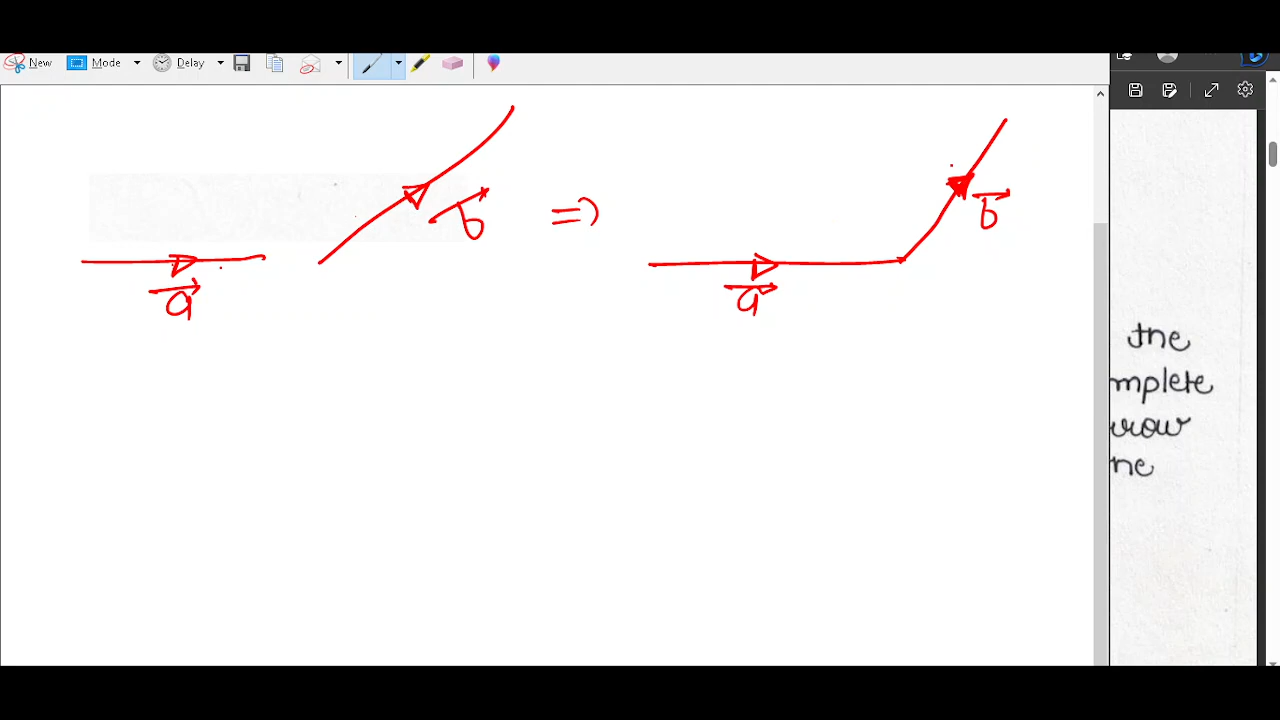 New Mode Delay
b⃗ ⇒ b⃗
a⃗ a⃗
the
mplete
rrow
ne